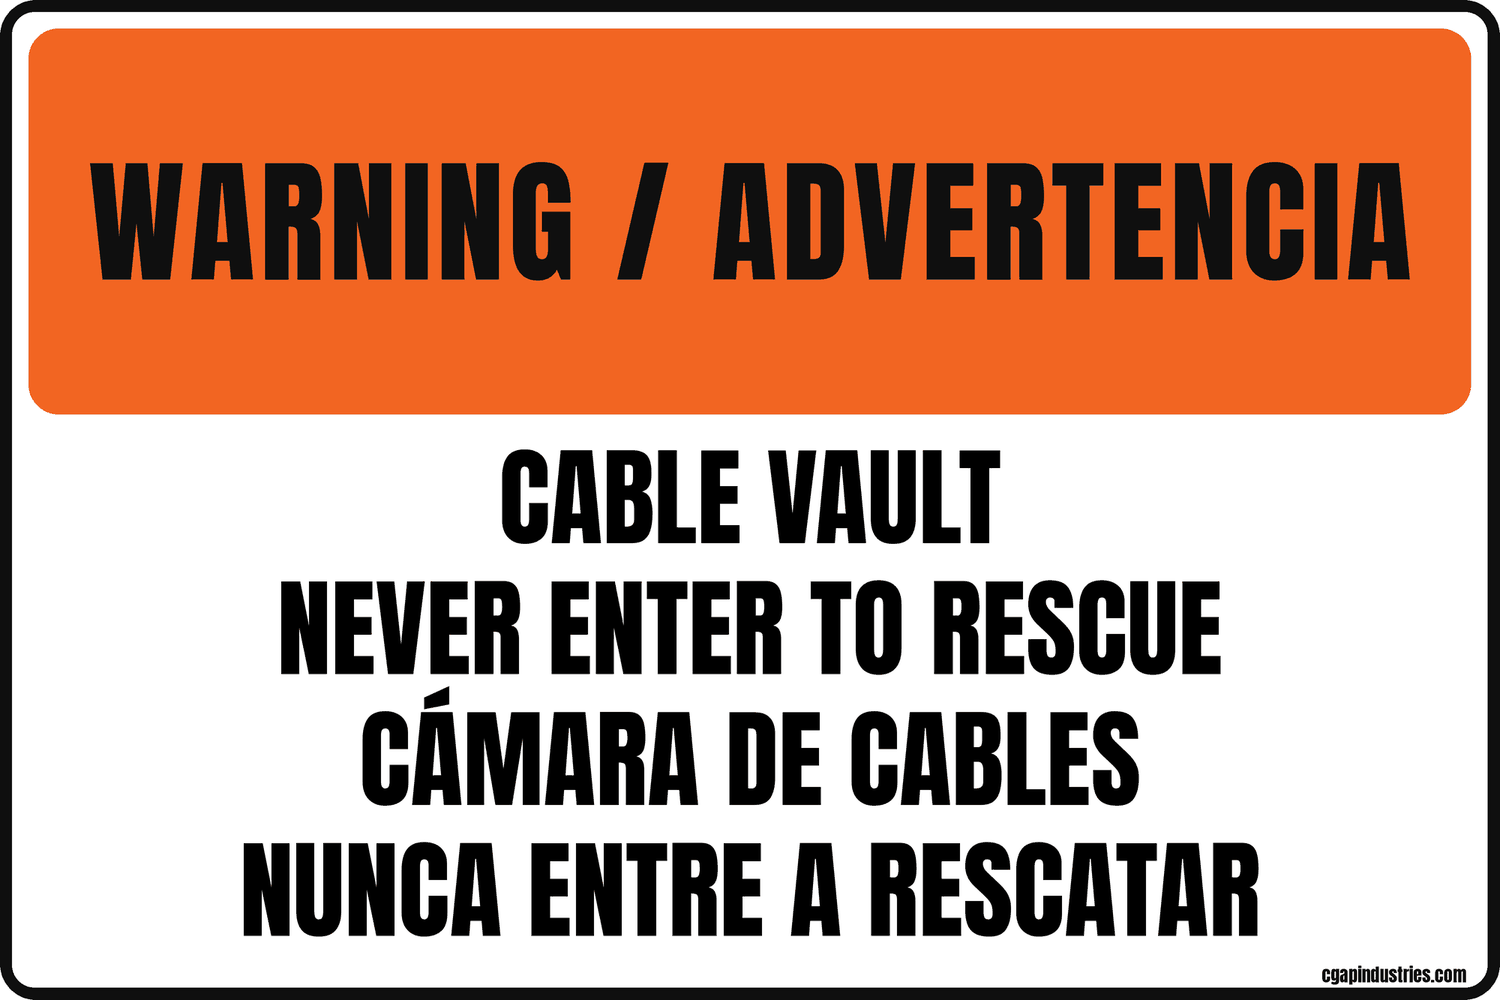 WARNING / ADVERTENCIA
CABLE VAULT
NEVER ENTER TO RESCUE
CÁMARA DE CABLES
NUNCA ENTRE A RESCATAR
cgapindustries.com